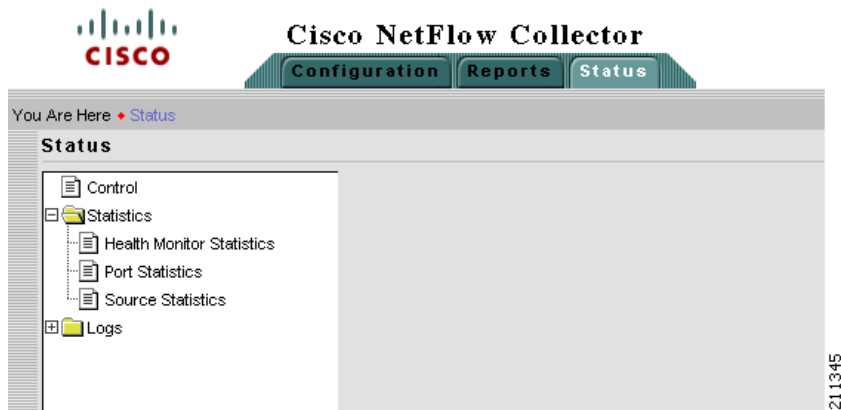 CISCO
Cisco NetFlow Collector
Configuration Reports Status
You Are Here ♦ Status
Status
Control
Statistics
Health Monitor Statistics
Port Statistics
Source Statistics
Logs
211345